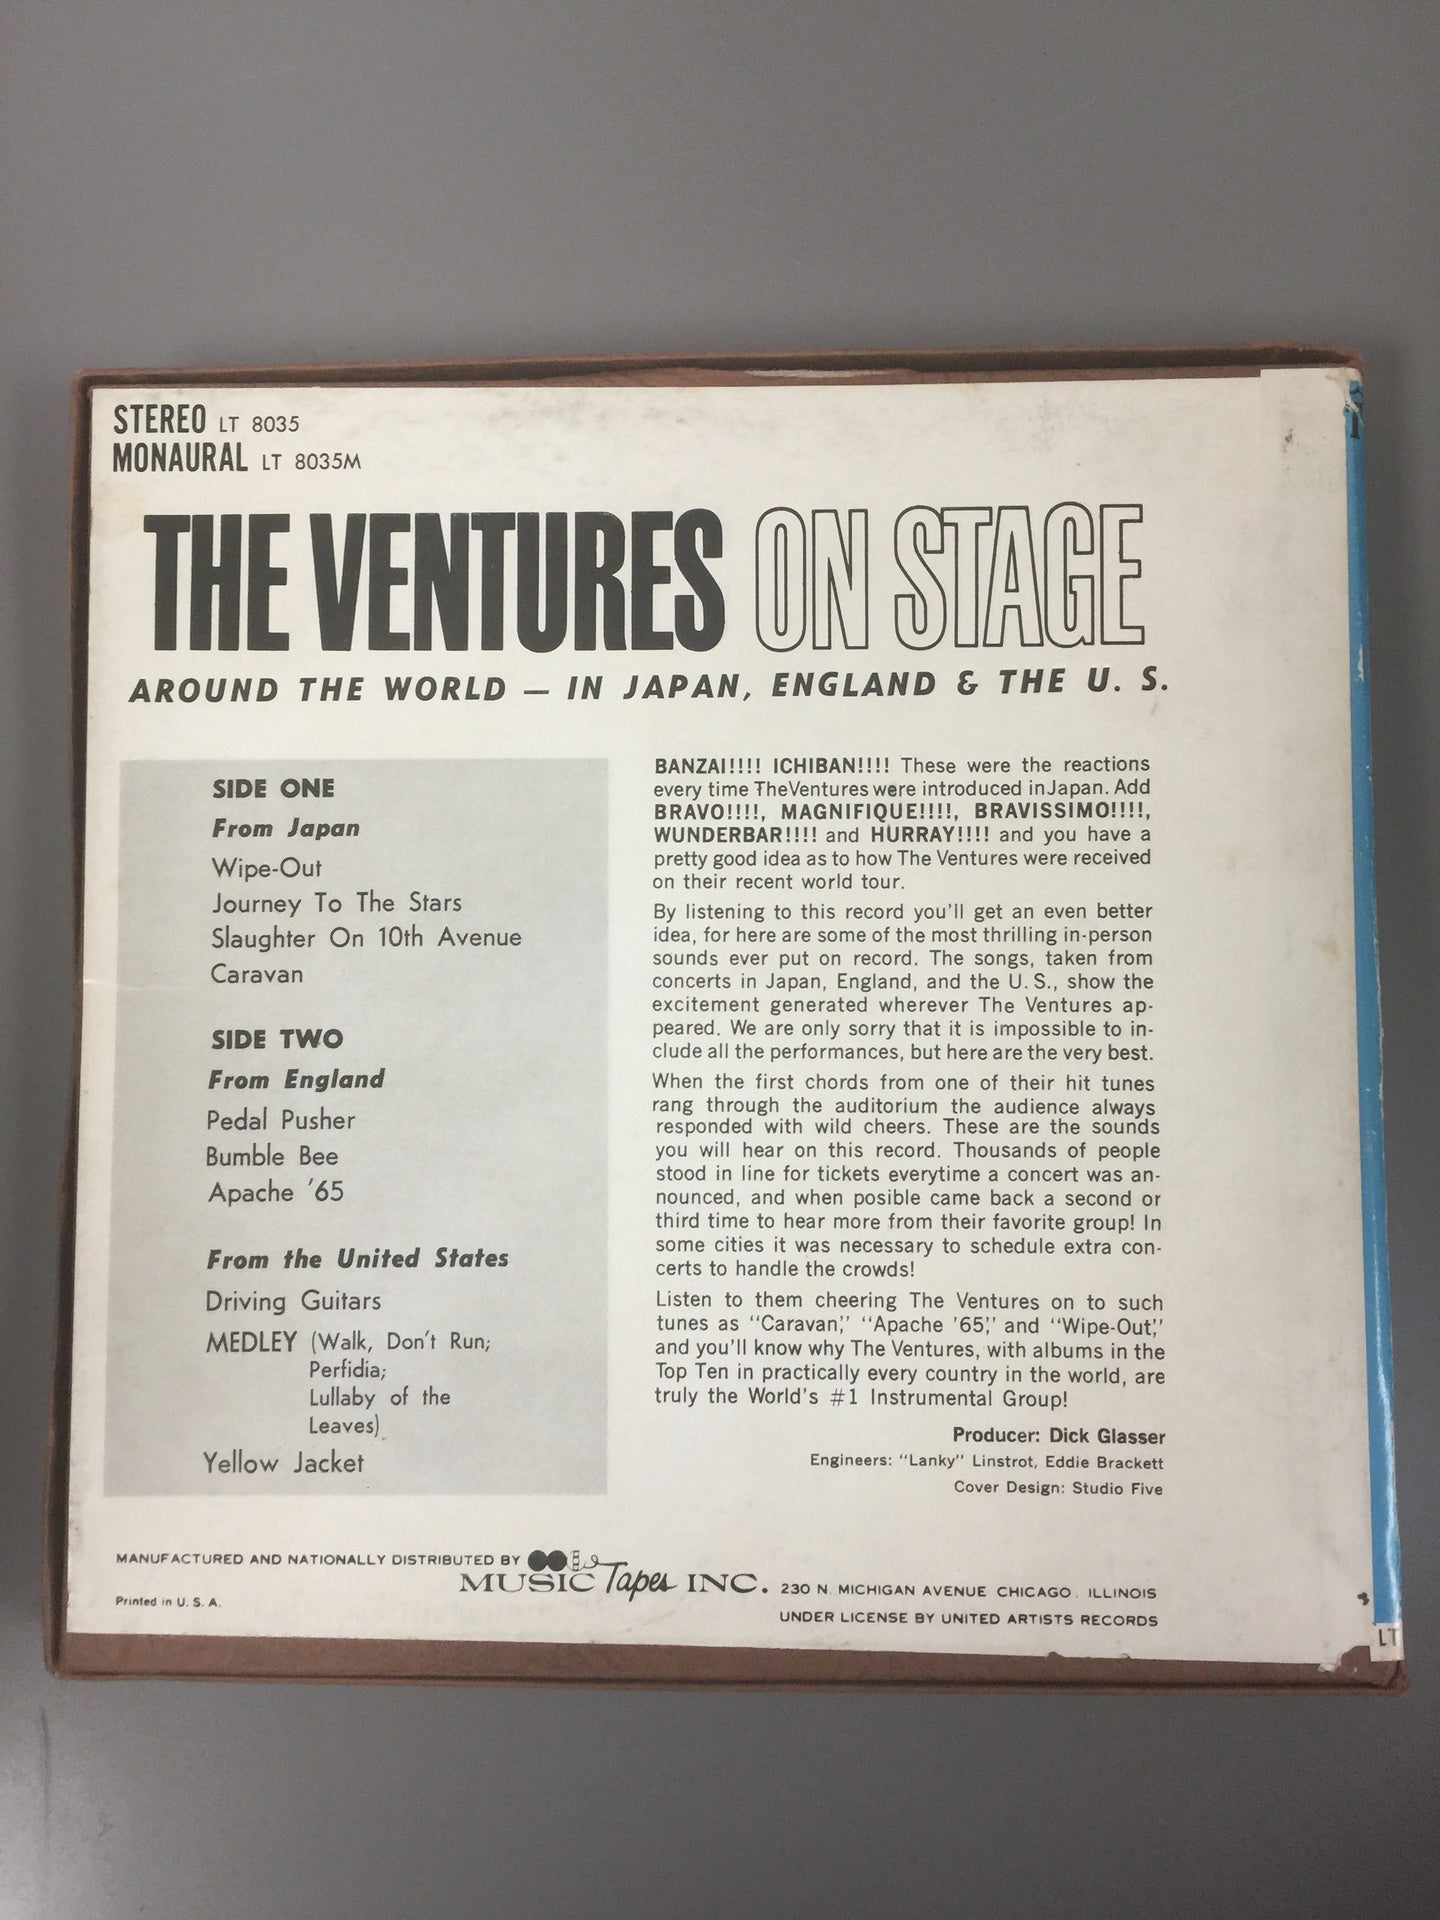 STEREO LT 8035
MONAURAL LT 8035M
THE VENTURES ON STAGE
AROUND THE WORLD — IN JAPAN, ENGLAND & THE U. S.
SIDE ONE
From Japan
Wipe-Out
Journey To The Stars
Slaughter On 10th Avenue
Caravan
SIDE TWO
From England
Pedal Pusher
Bumble Bee
Apache '65
From the United States
Driving Guitars
MEDLEY (Walk, Don't Run;
Perfidia;
Lullaby of the
Leaves)
Yellow Jacket
BANZAI!!!! ICHIBAN!!!! These were the reactions
every time The Ventures were introduced in Japan. Add
BRAVO!!!!, MAGNIFIQUE!!!!, BRAVISSIMO!!!!,
WUNDERBAR!!!! and HURRAY!!!! and you have a
pretty good idea as to how The Ventures were received
on their recent world tour.
By listening to this record you'll get an even better
idea, for here are some of the most thrilling in-person
sounds ever put on record. The songs, taken from
concerts in Japan, England, and the U. S., show the
excitement generated wherever The Ventures ap-
peared. We are only sorry that it is impossible to in-
clude all the performances, but here are the very best.
When the first chords from one of their hit tunes
rang through the auditorium the audience always
responded with wild cheers. These are the sounds
you will hear on this record. Thousands of people
stood in line for tickets everytime a concert was an-
nounced, and when posible came back a second or
third time to hear more from their favorite group! In
some cities it was necessary to schedule extra con-
certs to handle the crowds!
Listen to them cheering The Ventures on to such
tunes as "Caravan," "Apache '65," and "Wipe-Out,"
and you'll know why The Ventures, with albums in the
Top Ten in practically every country in the world, are
truly the World's #1 Instrumental Group!
Producer: Dick Glasser
Engineers: "Lanky" Linstrot, Eddie Brackett
Cover Design: Studio Five
MANUFACTURED AND NATIONALLY DISTRIBUTED BY
MUSIC Tapes INC. 230 N. MICHIGAN AVENUE CHICAGO, ILLINOIS
Printed in U. S. A.
UNDER LICENSE BY UNITED ARTISTS RECORDS
LT